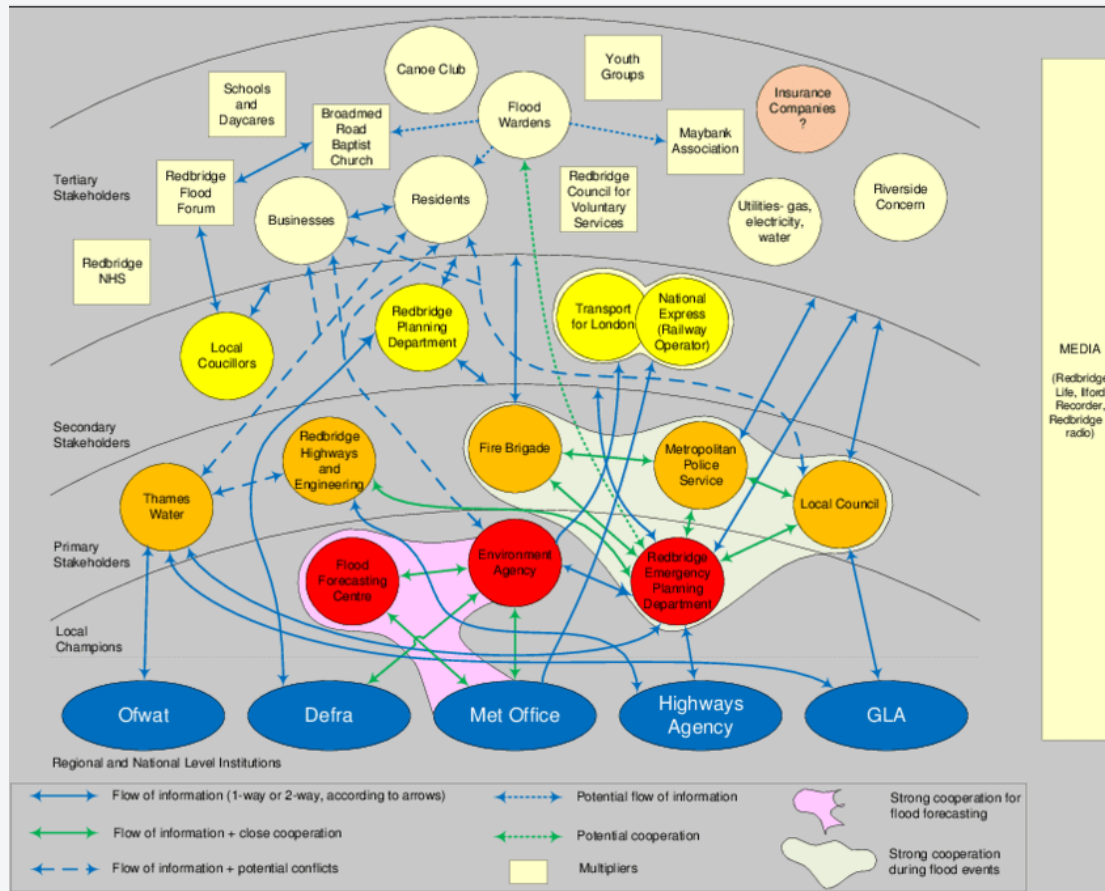 Canoe Club
Youth
Groups
Schools
and
Daycares
Insurance
Companies
?
Broadmed
Road
Baptist
Church
Flood
Wardens
Maybank
Association
Tertiary
Stakeholders
Redbridge
Flood
Forum
Businesses
Residents
Redbridge
Council for
Voluntary
Services
Utilities- gas,
electricity,
water
Riverside
Concern
Redbridge
NHS
Local
Coucillors
Redbridge
Planning
Department
Transport
for London
National
Express
(Railway
Operator)
MEDIA
(Redbridge
Life, Ilford
Recorder,
Redbridge
radio)
Secondary
Stakeholders
Redbridge
Highways
and
Engineering
Fire Brigade
Metropolitan
Police
Service
Local Council
Thames
Water
Primary
Stakeholders
Flood
Forecasting
Centre
Environment
Agency
Redbridge
Emergency
Planning
Department
Local
Champions
Ofwat
Defra
Met Office
Highways
Agency
GLA
Regional and National Level Institutions
Flow of information (1-way or 2-way, according to arrows)
Flow of information + close cooperation
Flow of information + potential conflicts
Potential flow of information
Potential cooperation
Multipliers
Strong cooperation for
flood forecasting
Strong cooperation
during flood events